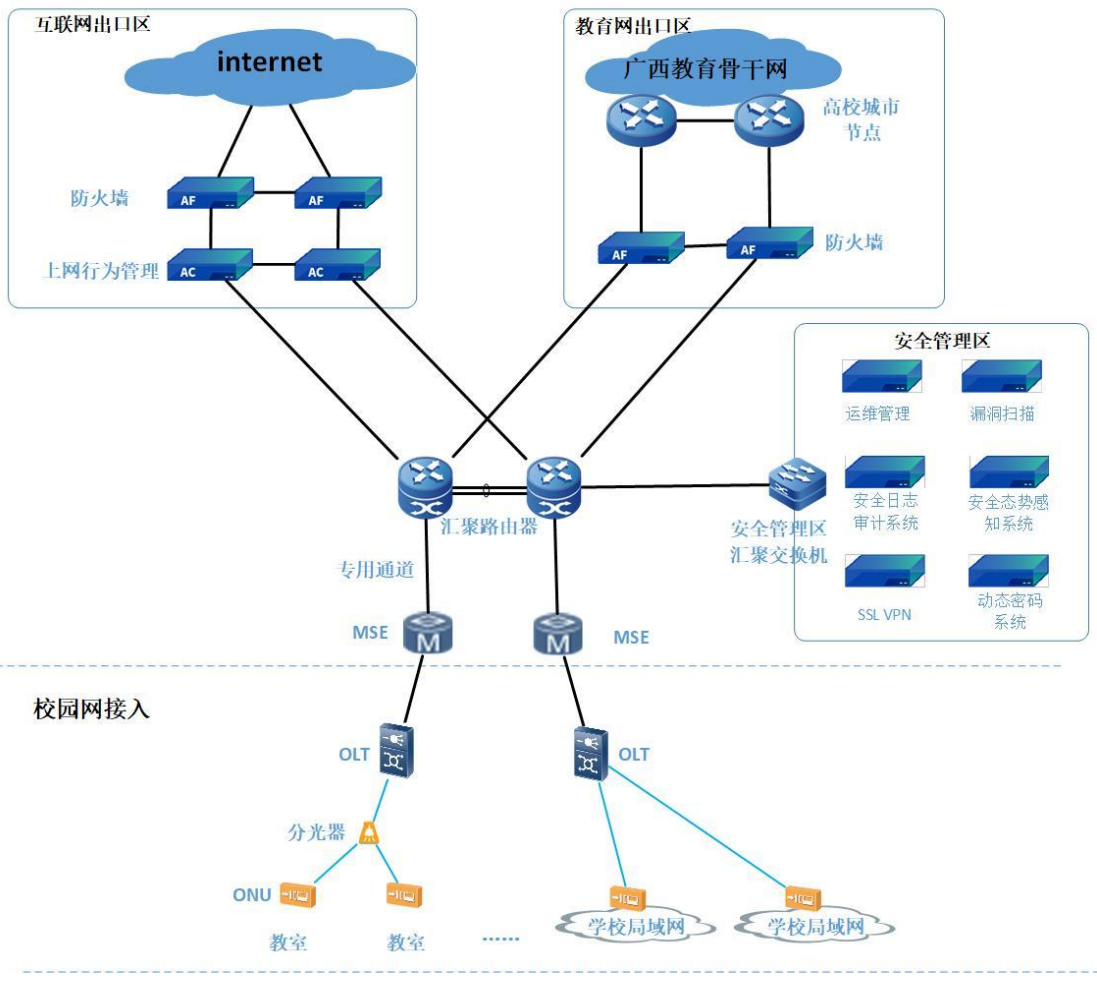 互联网出口区
internet
防火墙
AF
AF
上网行为管理
AC
AC
教育网出口区
广西教育骨干网
高校城市
节点
AF
AF
防火墙
安全管理区
运维管理
漏洞扫描
安全日志
审计系统
安全态势感
知系统
SSL VPN
动态密码
系统
汇聚路由器
安全管理区
汇聚交换机
专用通道
MSE
M
M
MSE
校园网接入
OLT
OLT
分光器
ONU
教室
教室
......
学校局域网
学校局域网